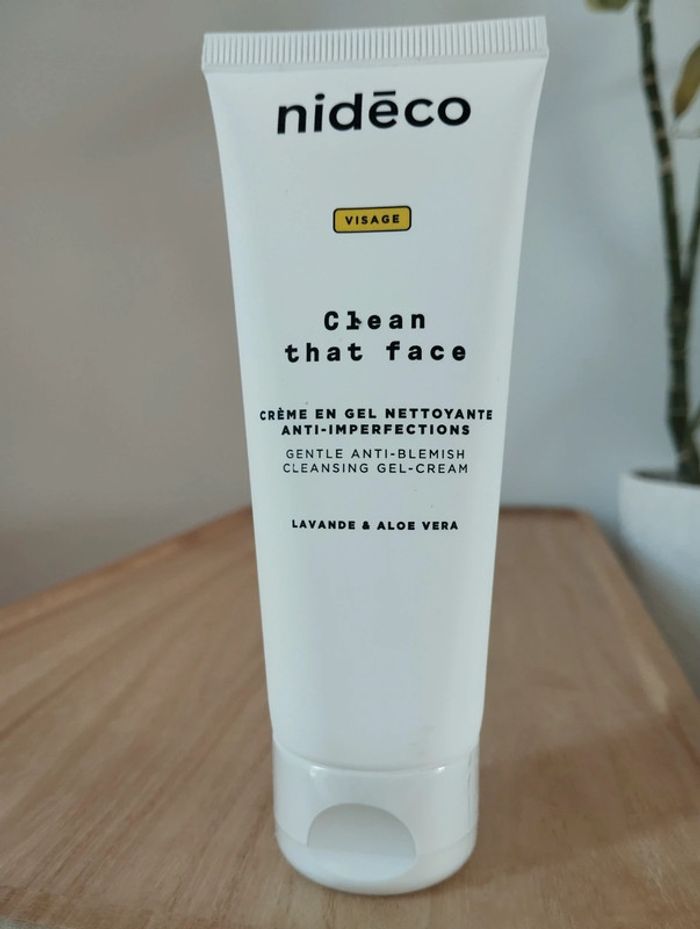 nidēco
VISAGE
Clean
that face
CRÈME EN GEL NETTOYANTE
ANTI-IMPERFECTIONS
GENTLE ANTI-BLEMISH
CLEANSING GEL-CREAM
LAVANDE & ALOE VERA